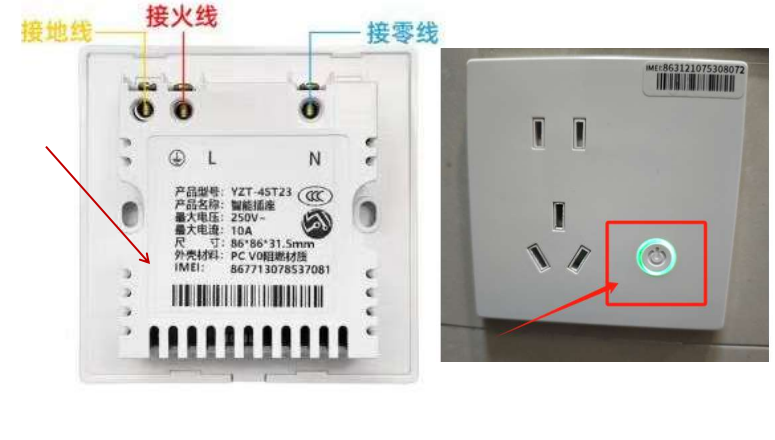 接火线
接地线
接零线
L
N
产品型号: YZT-4ST23
产品名称: 智能插座
最大电压: 250V~
最大电流: 10A
尺 寸: 86*86*31.5mm
外壳材料: PC V0阻燃材质
IMEI: 867713078537081
IMEI:863121075308072